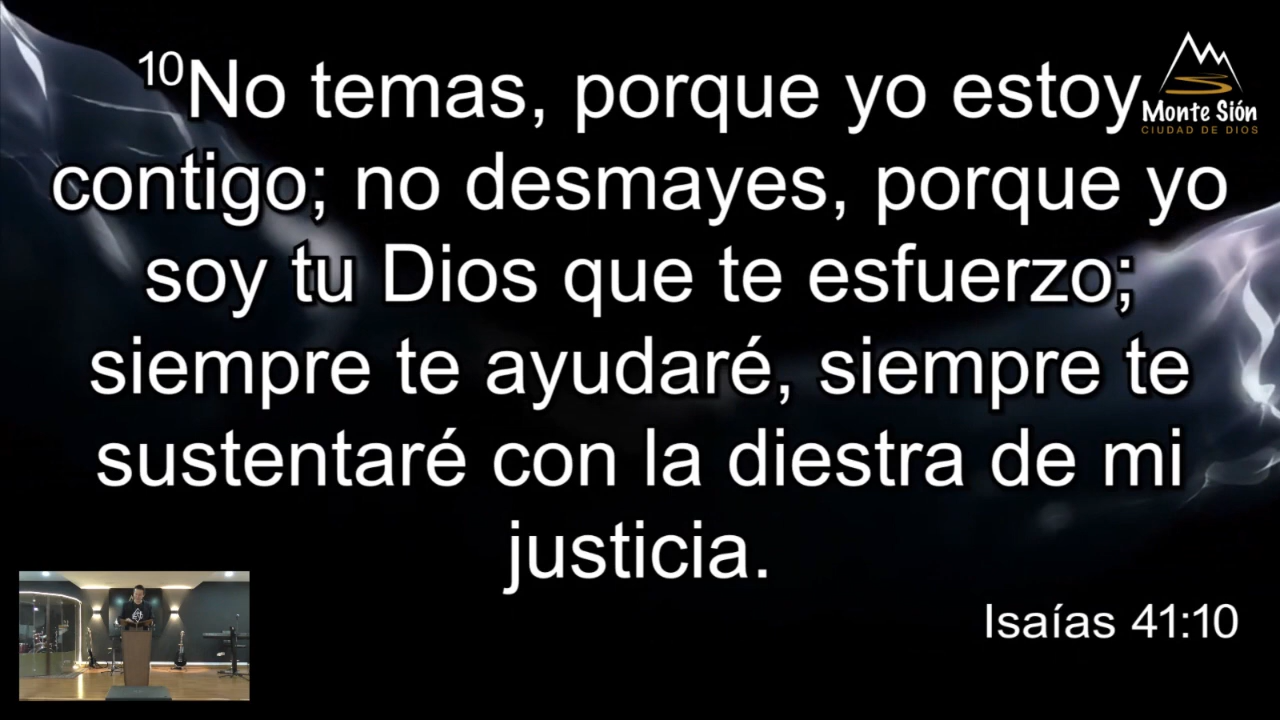 ¹⁰No temas, porque yo estoy
contigo; no desmayes, porque yo
soy tu Dios que te esfuerzo;
siempre te ayudaré, siempre te
sustentaré con la diestra de mi
justicia.
Isaías 41:10
Monte Sión
CIUDAD DE DIOS